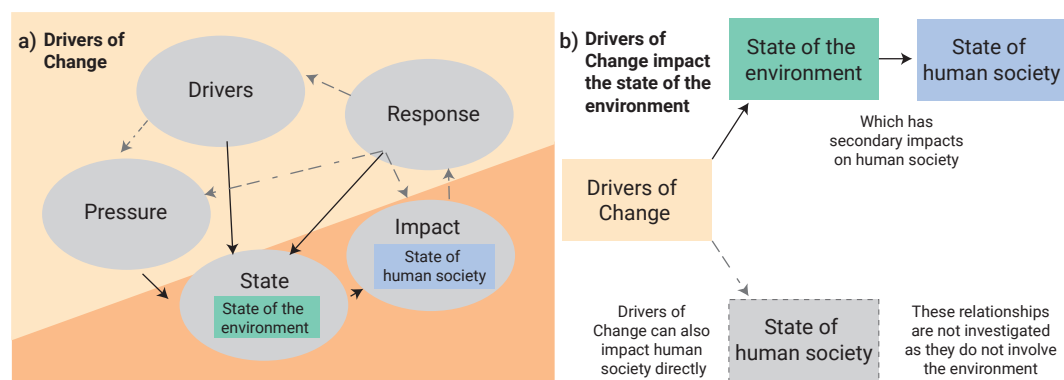 a) Drivers of
Change
Drivers
Response
Pressure
Impact
State of
human society
State
State of the
environment
b) Drivers of
Change impact
the state of the
environment
State of the
environment
State of
human society
Which has
secondary impacts
on human society
Drivers of
Change
Drivers of
Change can also
impact human
society directly
State of
human society
These relationships
are not investigated
as they do not involve
the environment